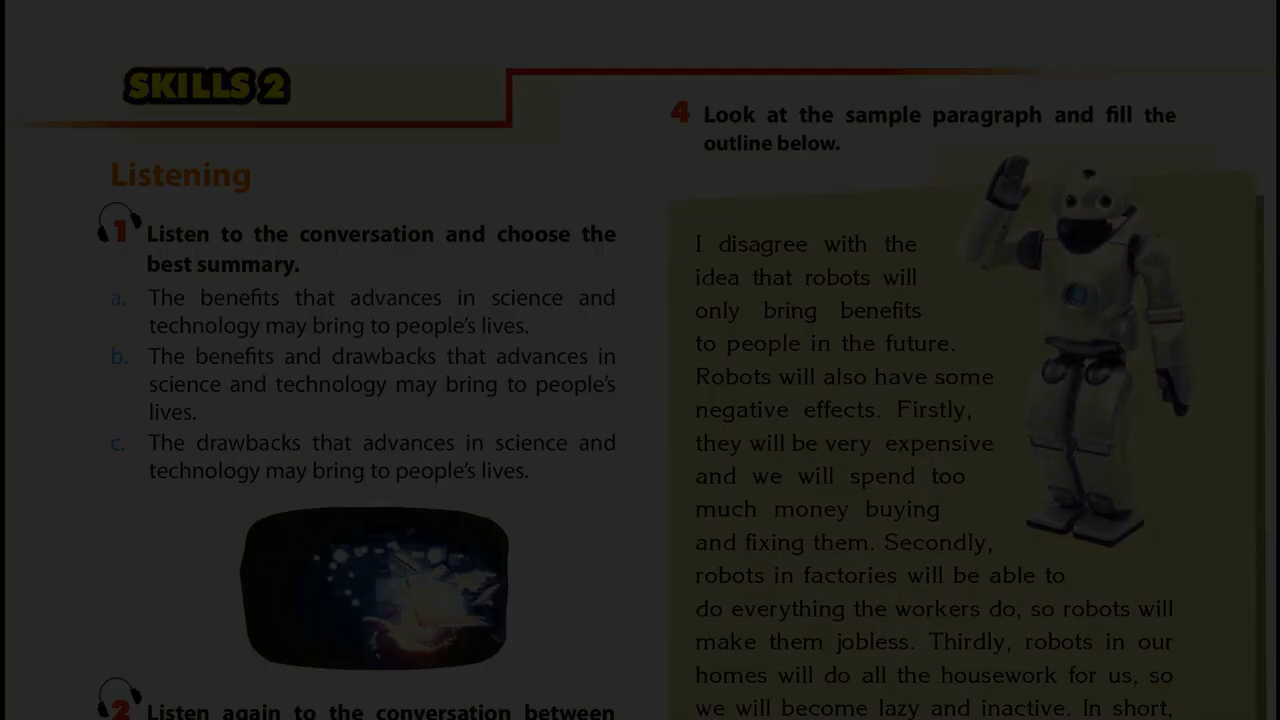 SKILLS 2
Listening
1 Listen to the conversation and choose the
best summary.
a. The benefits that advances in science and
technology may bring to people's lives.
b. The benefits and drawbacks that advances in
science and technology may bring to people's
lives.
c. The drawbacks that advances in science and
technology may bring to people's lives.
2 Listen again to the conversation between
4 Look at the sample paragraph and fill the
outline below.
I disagree with the
idea that robots will
only bring benefits
to people in the future.
Robots will also have some
negative effects. Firstly,
they will be very expensive
and we will spend too
much money buying
and fixing them. Secondly,
robots in factories will be able to
do everything the workers do, so robots will
make them jobless. Thirdly, robots in our
homes will do all the housework for us, so
we will become lazy and inactive. In short,